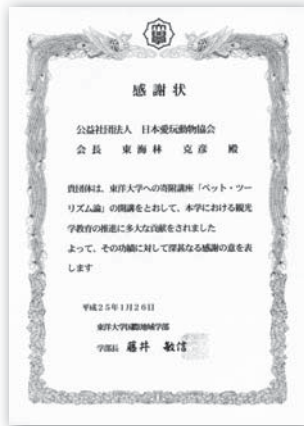 感謝状
公益社団法人 日本愛玩動物協会
会長 東海林 克彦 殿
貴団体は、東洋大学への寄附講座「ペット・ツー
リズム論」の開講をとおして、本学における観光
学教育の推進に多大な貢献をされました
よって、その功績に対して深甚なる感謝の意を表
します
平成25年1月26日
東洋大学国際地域学部
学部長 藤井 敏信